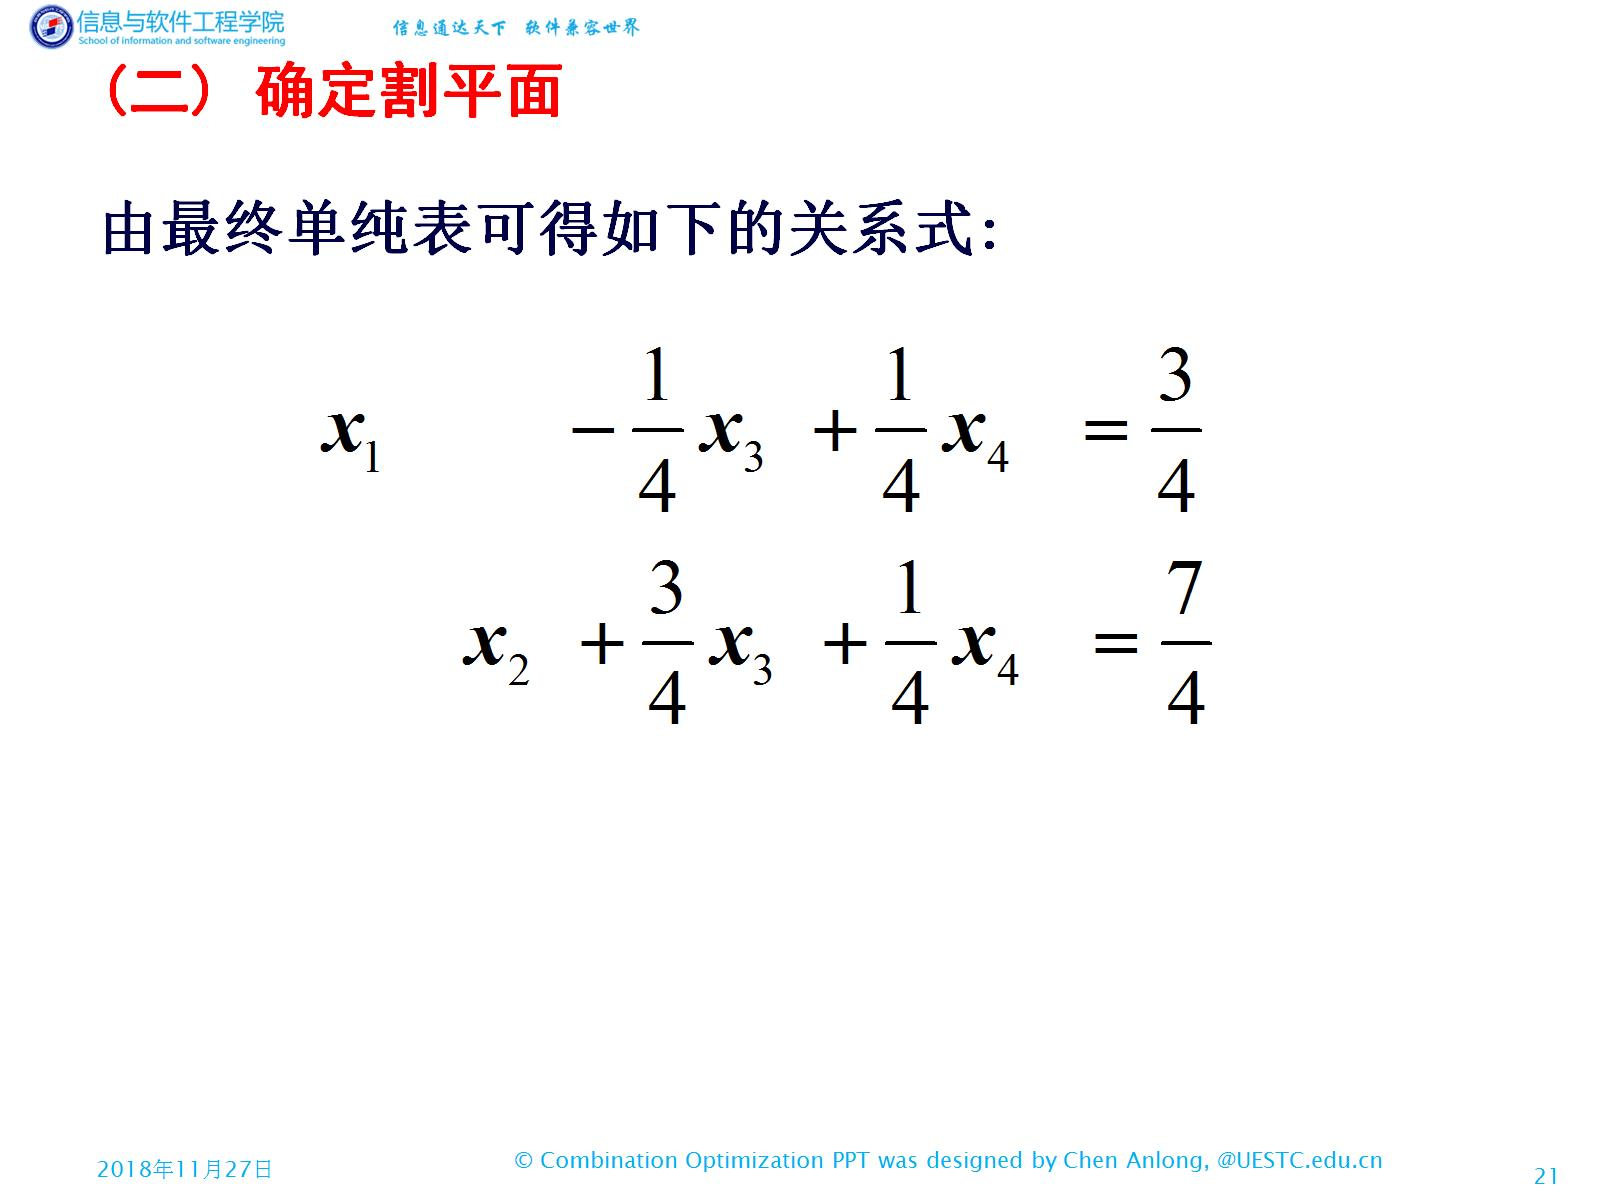 信息与软件工程学院
School of information and software engineering
信息通达天下 软件兼容世界
(二) 确定割平面
由最终单纯表可得如下的关系式:
x₁ − 1/4 x₃ + 1/4 x₄ = 3/4
x₂ + 3/4 x₃ + 1/4 x₄ = 7/4
2018年11月27日
© Combination Optimization PPT was designed by Chen Anlong, @UESTC.edu.cn
21